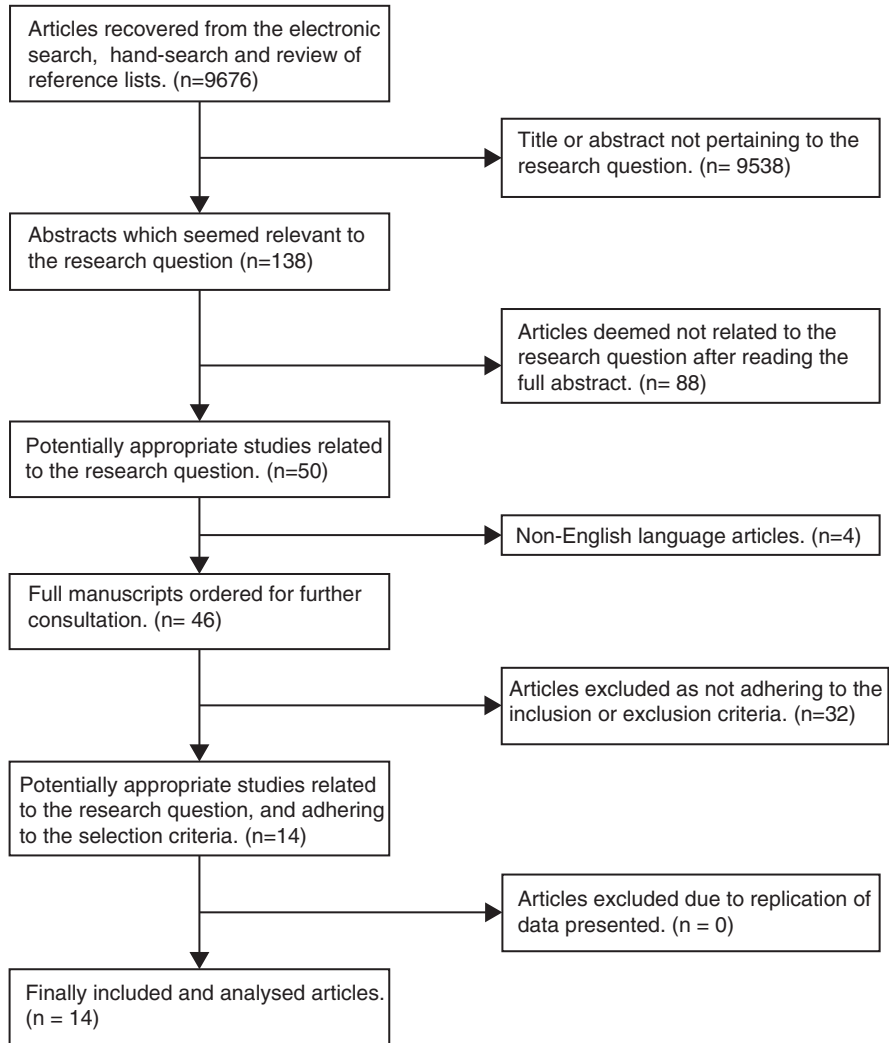 Articles recovered from the electronic
search, hand-search and review of
reference lists. (n=9676)
Title or abstract not pertaining to the
research question. (n= 9538)
Abstracts which seemed relevant to
the research question (n=138)
Articles deemed not related to the
research question after reading the
full abstract. (n= 88)
Potentially appropriate studies related
to the research question. (n=50)
Non-English language articles. (n=4)
Full manuscripts ordered for further
consultation. (n= 46)
Articles excluded as not adhering to the
inclusion or exclusion criteria. (n=32)
Potentially appropriate studies related
to the research question, and adhering
to the selection criteria. (n=14)
Articles excluded due to replication of
data presented. (n = 0)
Finally included and analysed articles.
(n = 14)